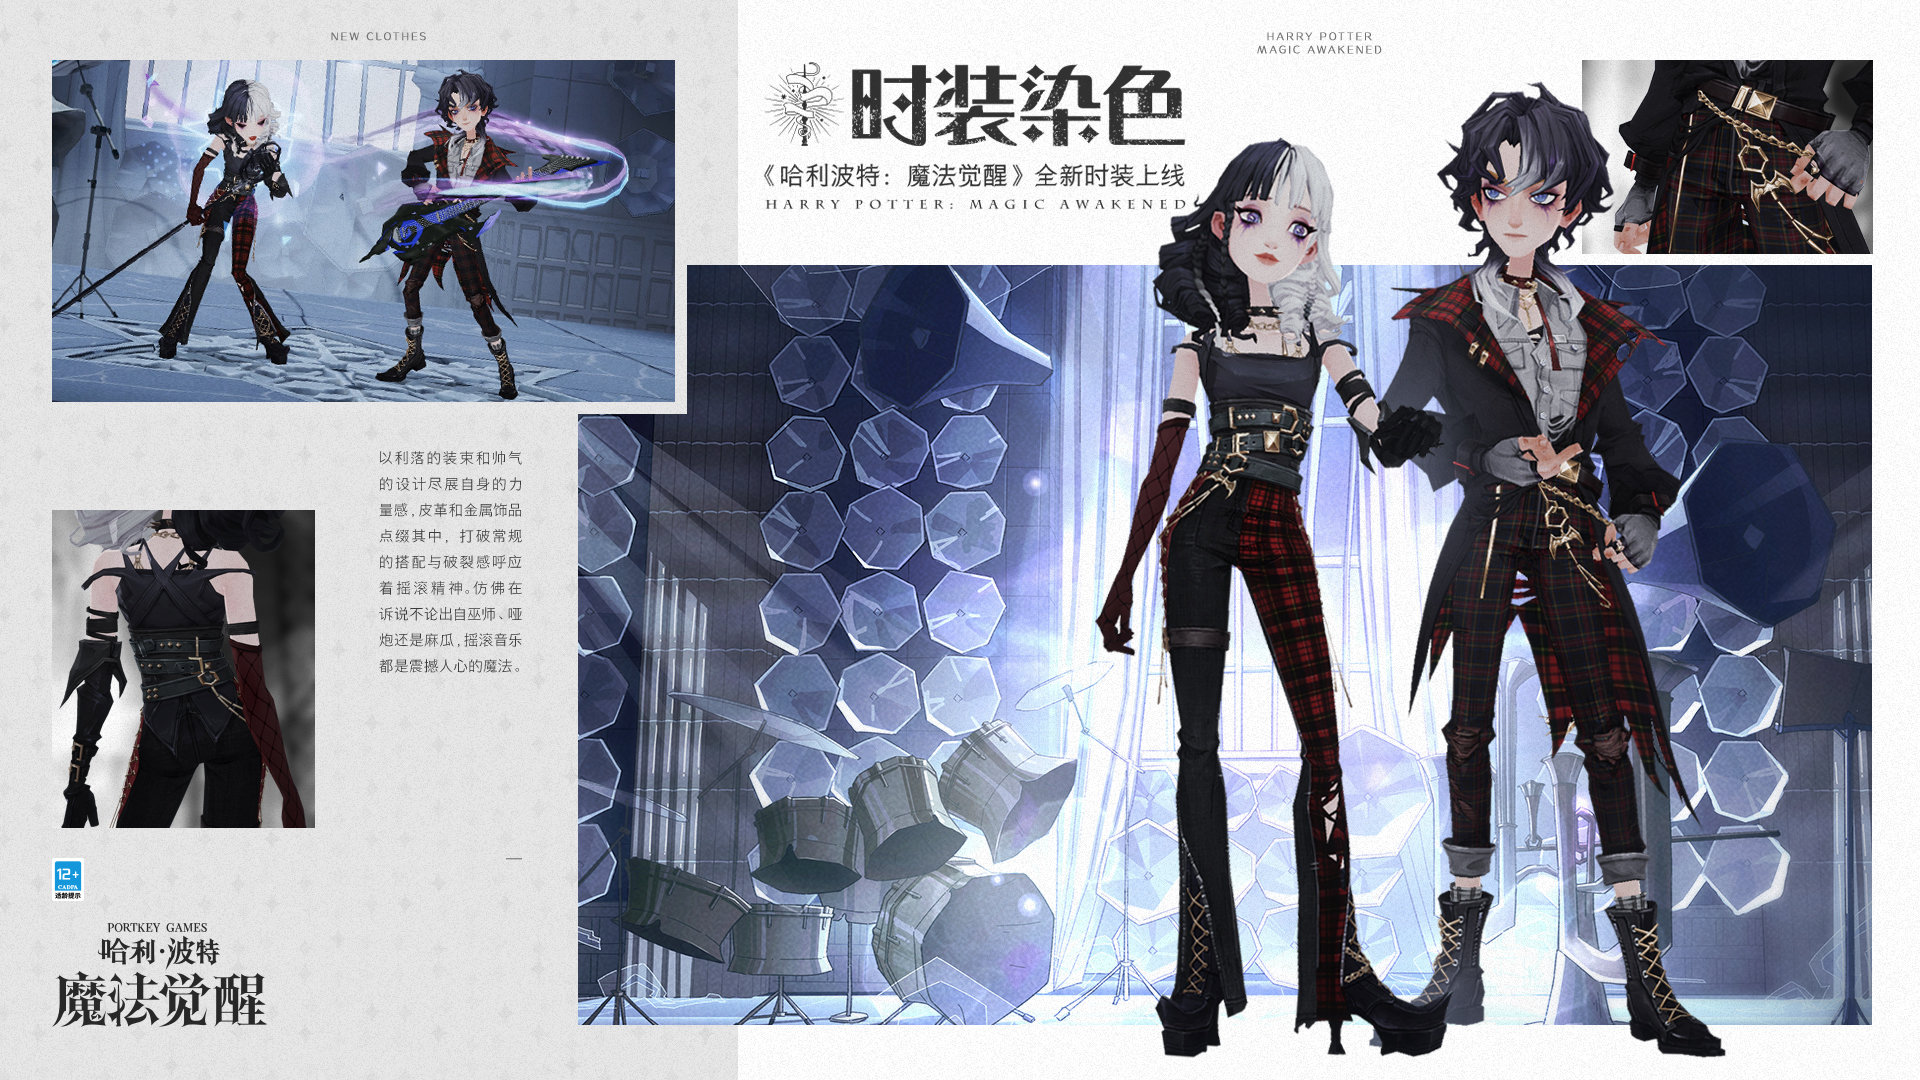 NEW CLOTHES
HARRY POTTER
MAGIC AWAKENED
时装染色
《哈利波特：魔法觉醒》全新时装上线
HARRY POTTER: MAGIC AWAKENED
以利落的装束和帅气
的设计尽展自身的力
量感，皮革和金属饰品
点缀其中，打破常规
的搭配与破裂感呼应
着摇滚精神。仿佛在
诉说不论出自巫师、哑
炮还是麻瓜，摇滚音乐
都是震撼人心的魔法。
12+
CADPA
适龄提示
PORTKEY GAMES
哈利·波特
魔法觉醒